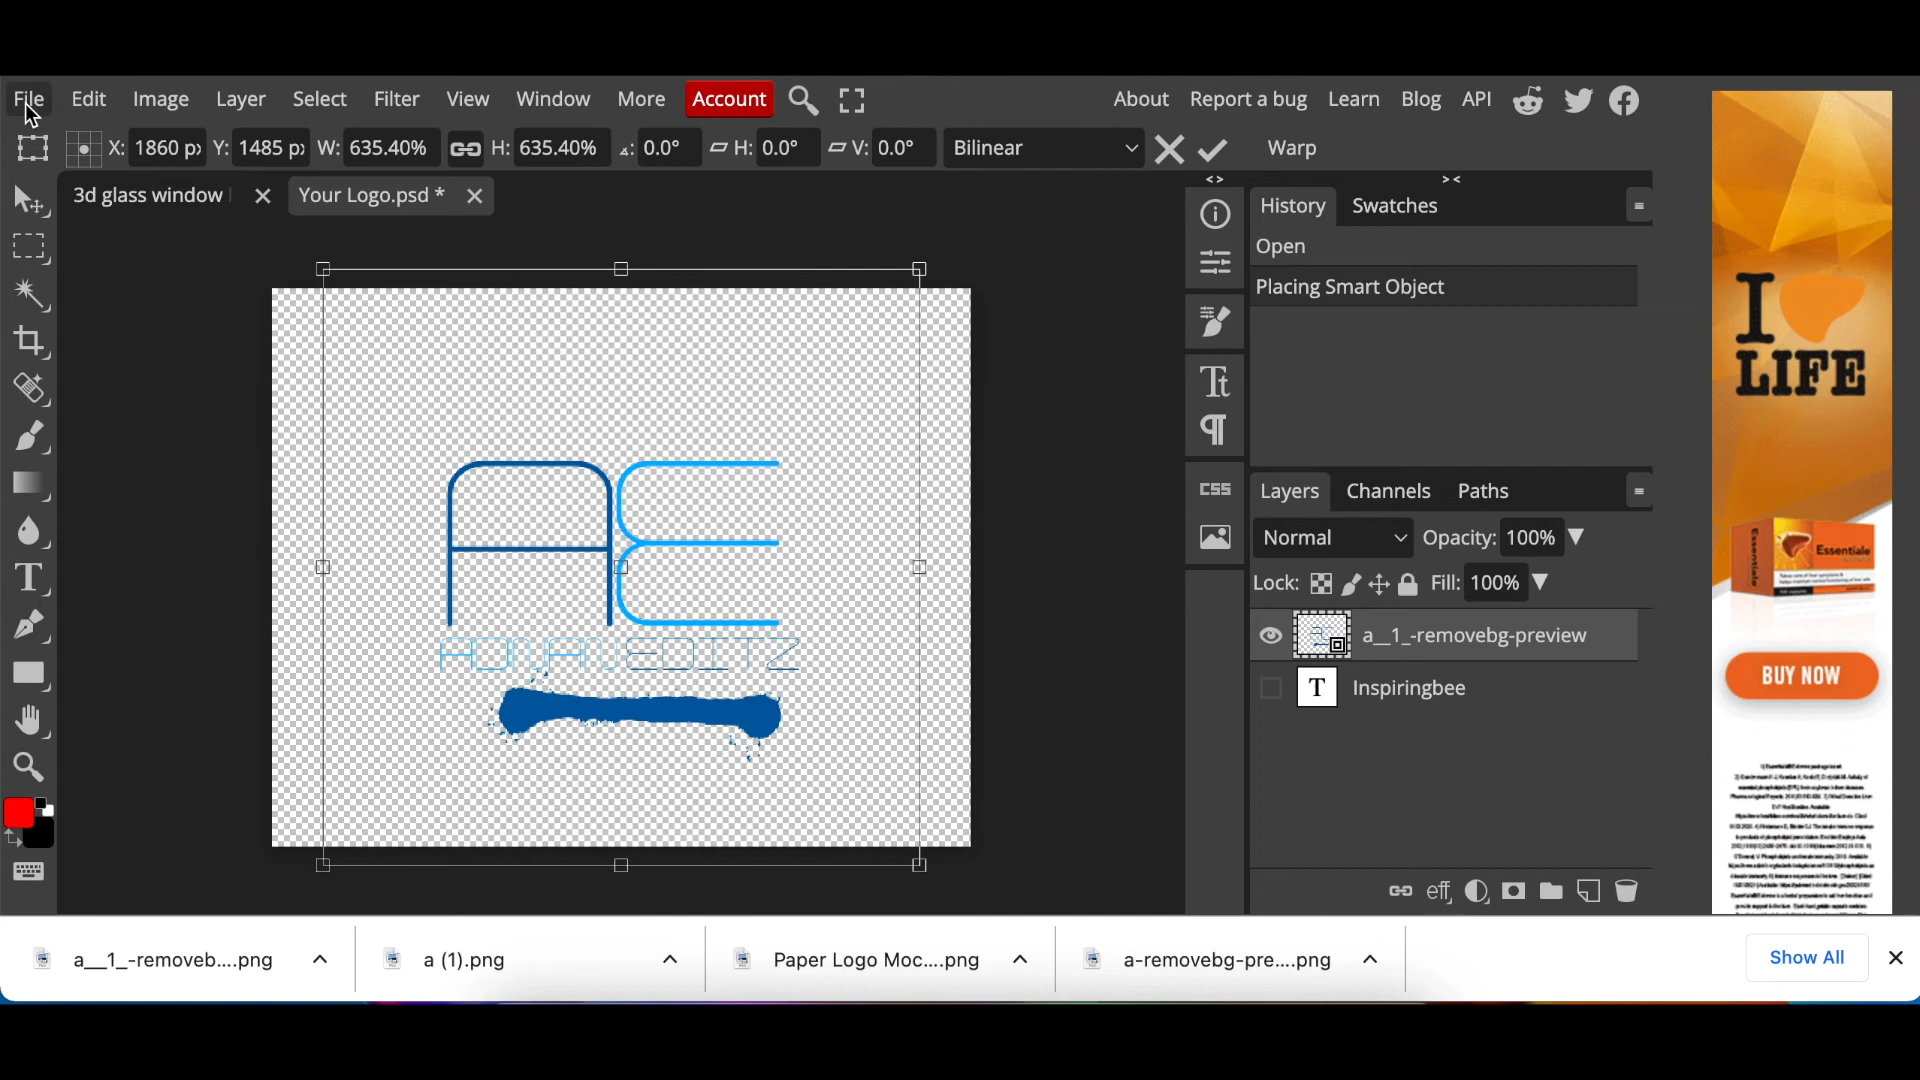 File Edit Image Layer Select Filter View Window More Account About Report a bug Learn Blog API
X: 1860 px Y: 1485 px W: 635.40% H: 635.40% 0.0° H: 0.0° V: 0.0° Bilinear Warp
3d glass window Your Logo.psd *
< > > <
History Swatches
Open
Placing Smart Object
I
LIFE
ADNAN EDITZ
CSS
Layers Channels Paths
Normal Opacity: 100%
Lock: Fill: 100%
a__1_-removebg-preview
T Inspiringbee
eff
Essentiale
BUY NOW
a__1_-removeb....png a (1).png Paper Logo Moc....png a-removebg-pre....png Show All